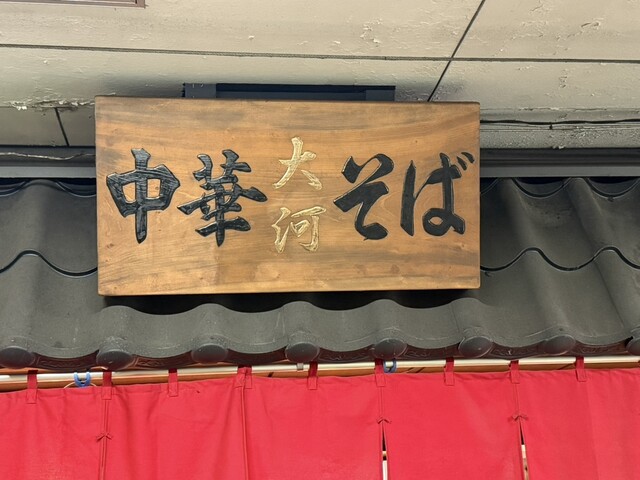 中華 大河 そば